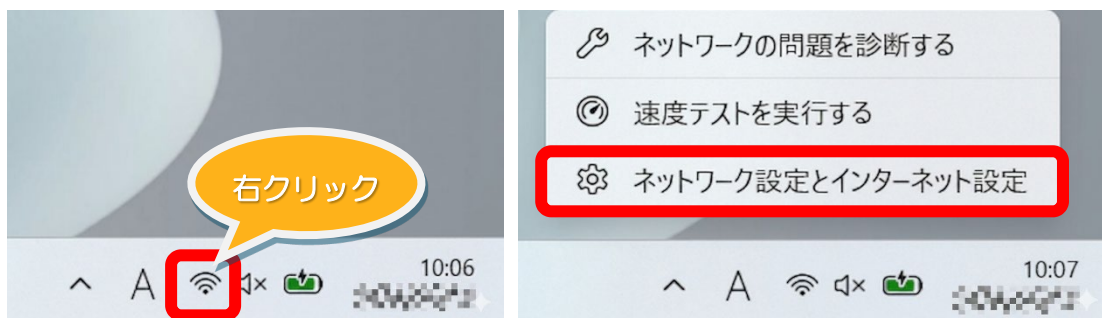 右クリック
A
10:06
ネットワークの問題を診断する
速度テストを実行する
ネットワーク設定とインターネット設定
A
10:07